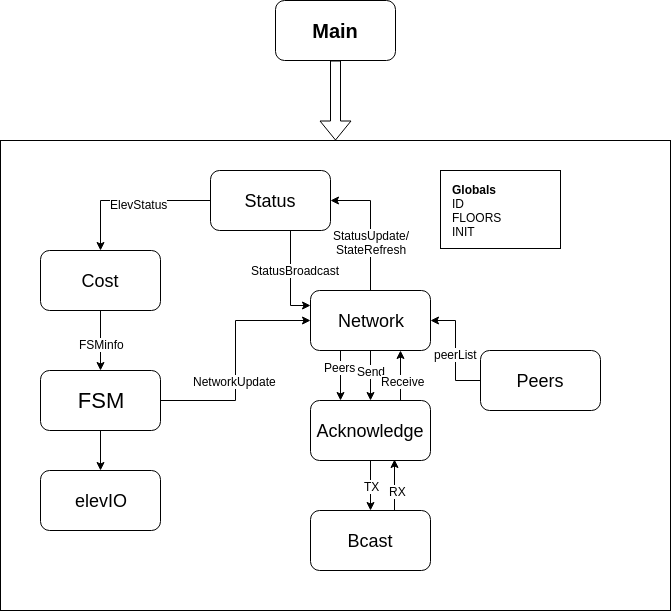 Main
Status
Globals
ID
FLOORS
INIT
ElevStatus
StatusUpdate/
StateRefresh
StatusBroadcast
Cost
Network
FSMinfo
peerList
Peers
Send
NetworkUpdate
Receive
Peers
FSM
Acknowledge
TX
RX
elevIO
Bcast